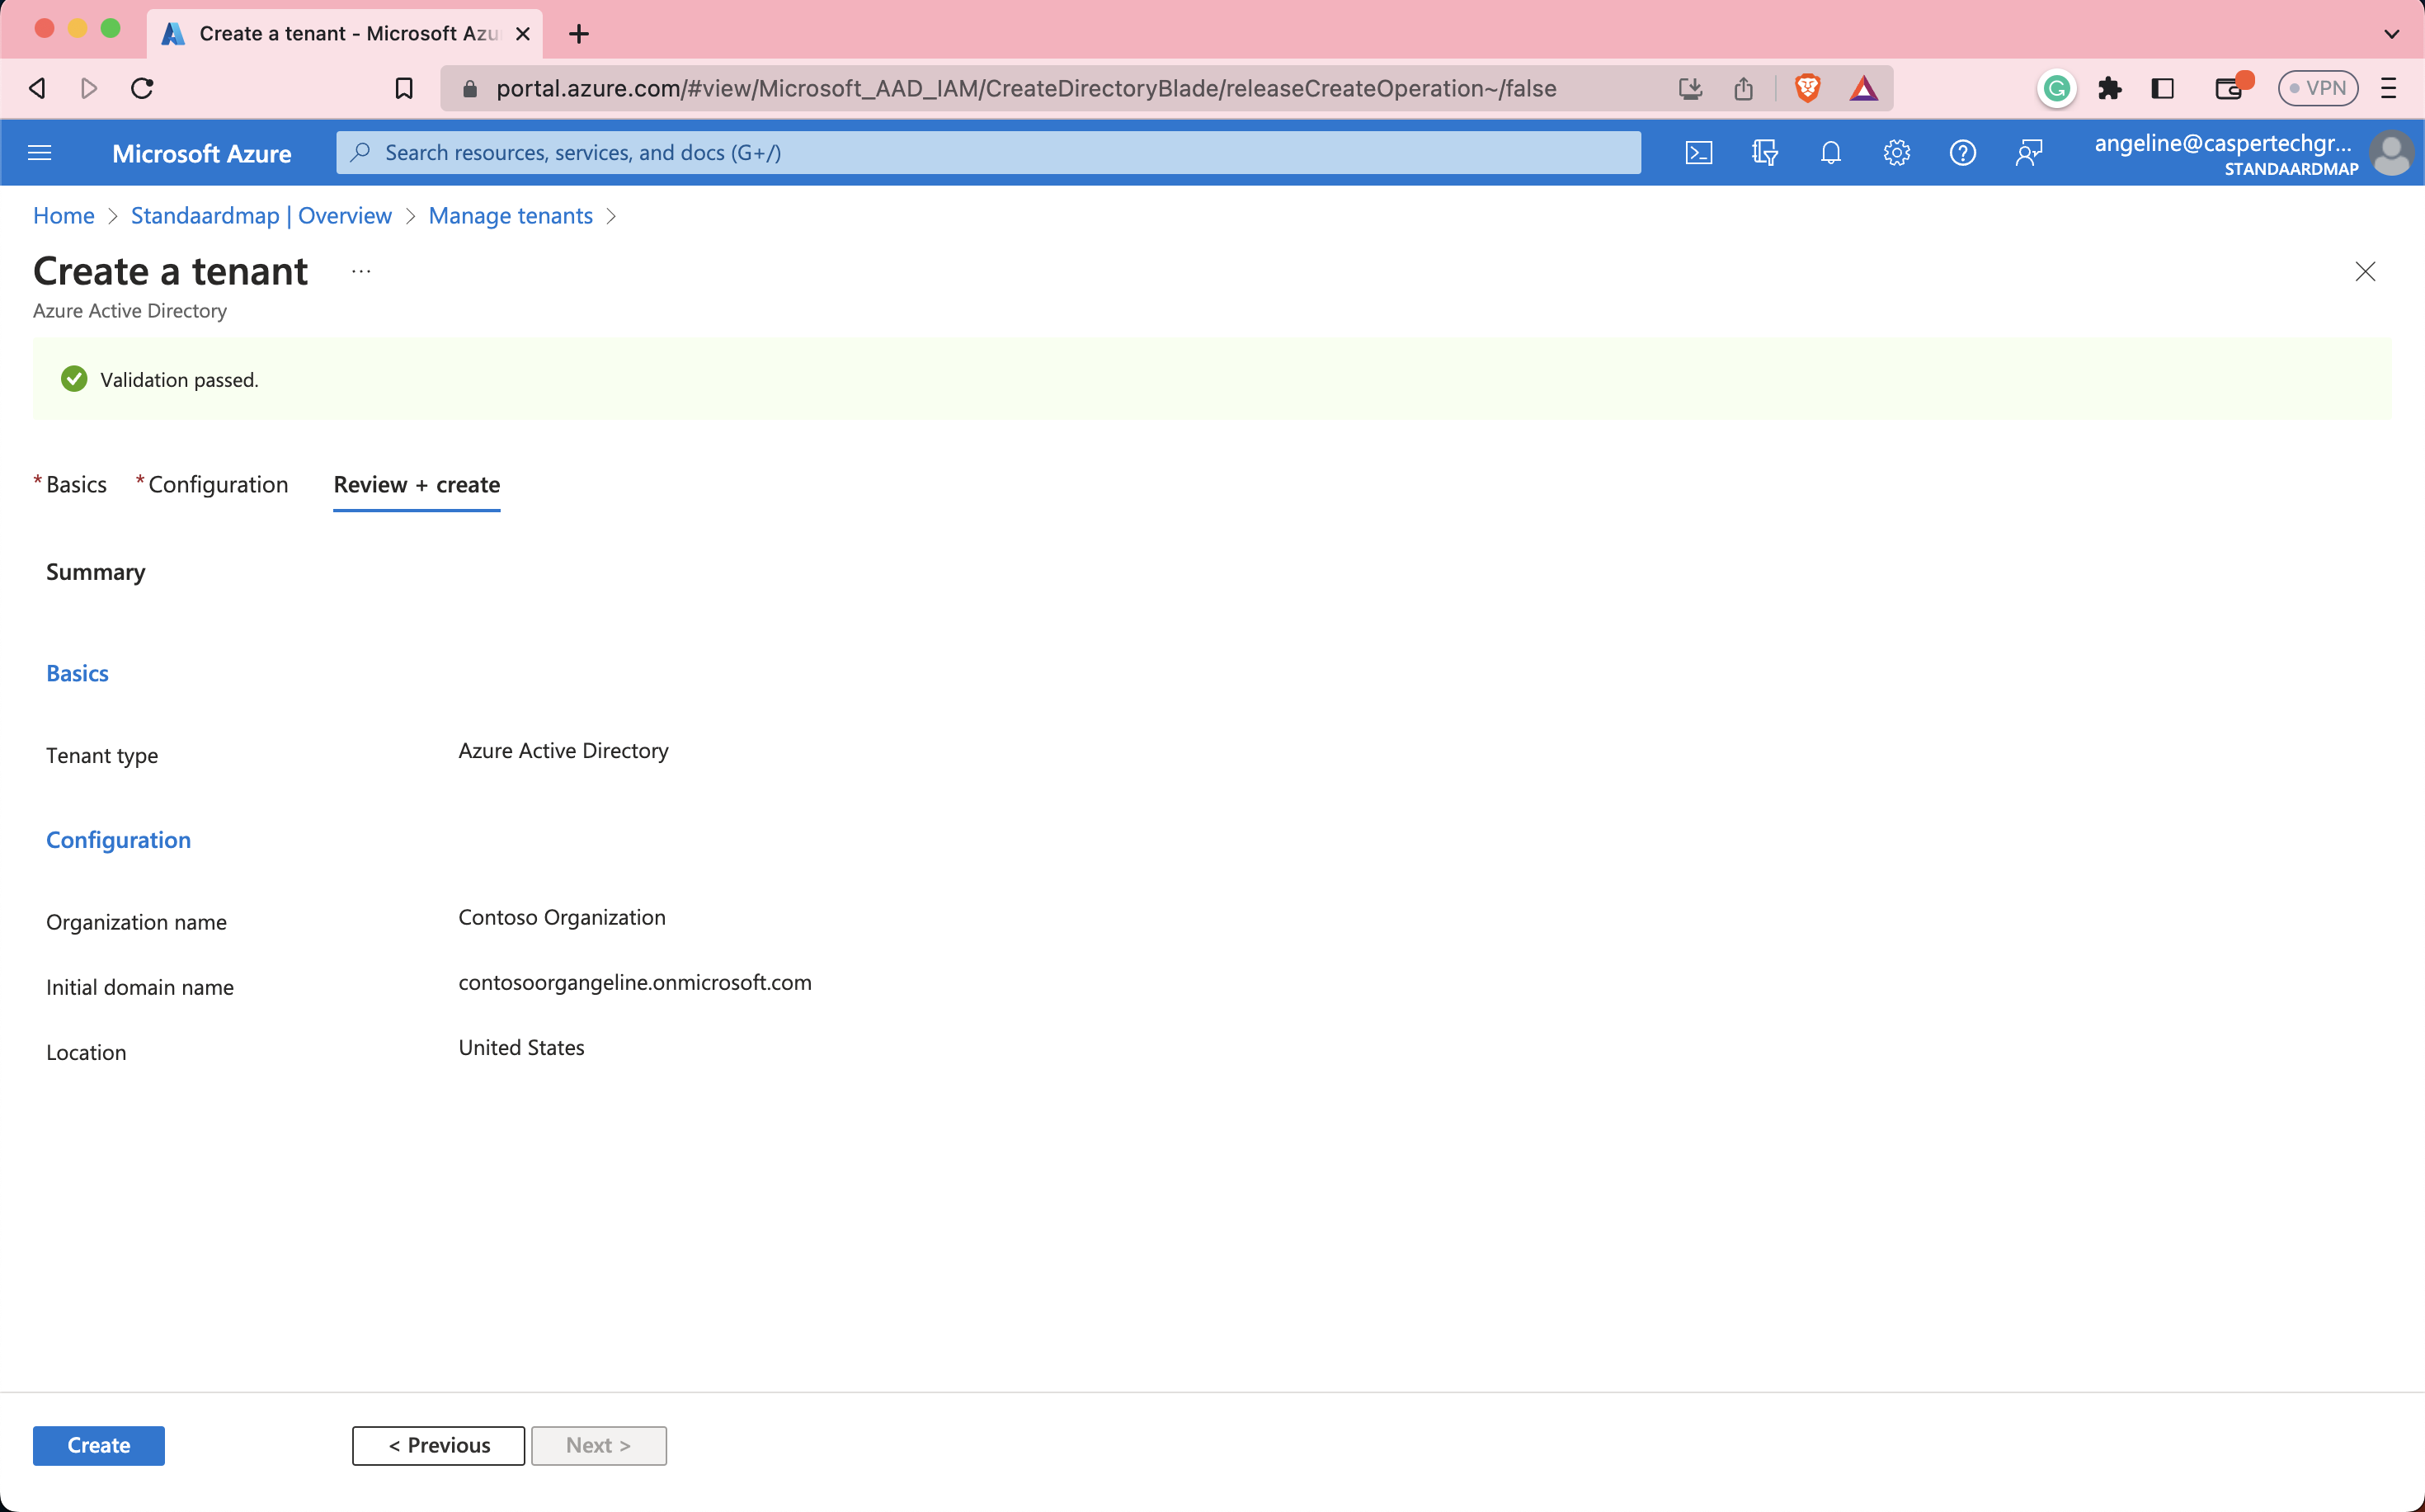 Create a tenant - Microsoft Azu
portal.azure.com/#view/Microsoft_AAD_IAM/CreateDirectoryBlade/releaseCreateOperation~/false
VPN
Microsoft Azure
Search resources, services, and docs (G+/)
angeline@caspertechgr...
STANDAARDMAP
Home > Standaardmap | Overview > Manage tenants >
Create a tenant ...
Azure Active Directory
Validation passed.
* Basics * Configuration Review + create
Summary
Basics
Tenant type Azure Active Directory
Configuration
Organization name Contoso Organization
Initial domain name contosoorgangeline.onmicrosoft.com
Location United States
Create < Previous Next >